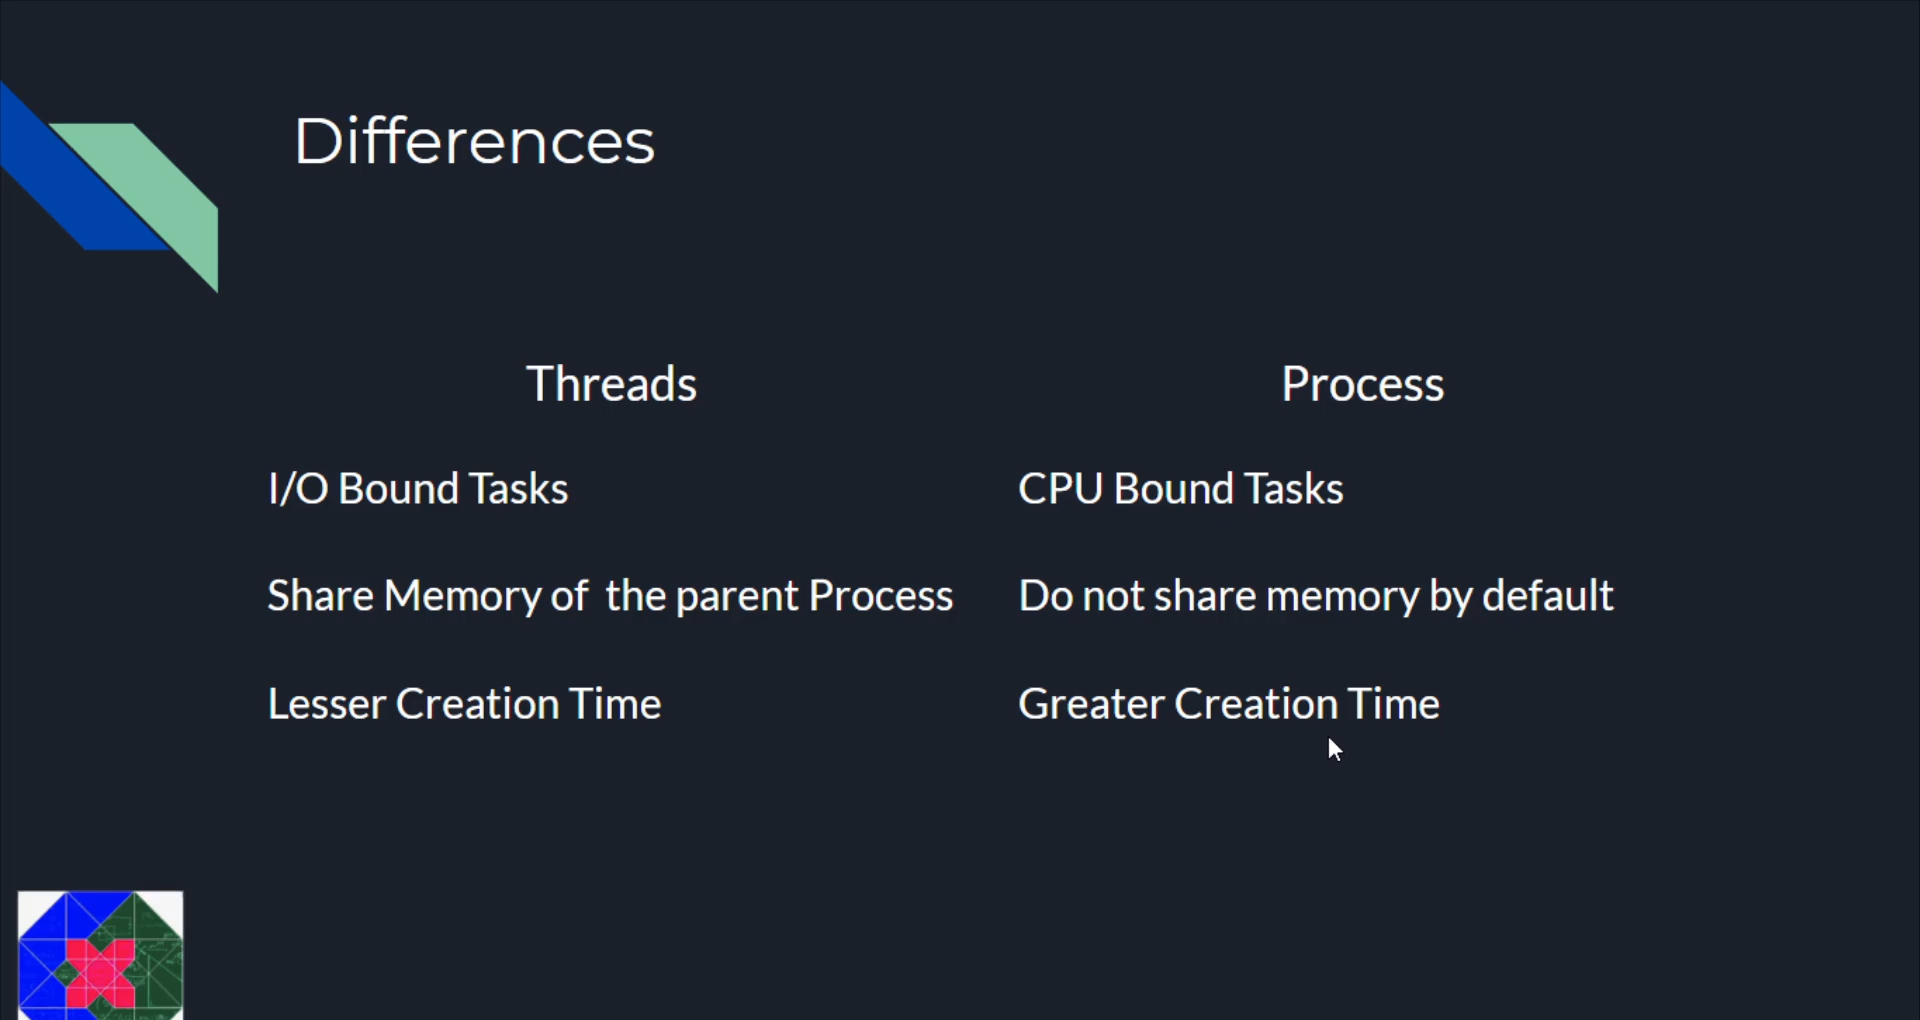 Differences
Threads
Process
I/O Bound Tasks
CPU Bound Tasks
Share Memory of  the parent Process
Do not share memory by default
Lesser Creation Time
Greater Creation Time